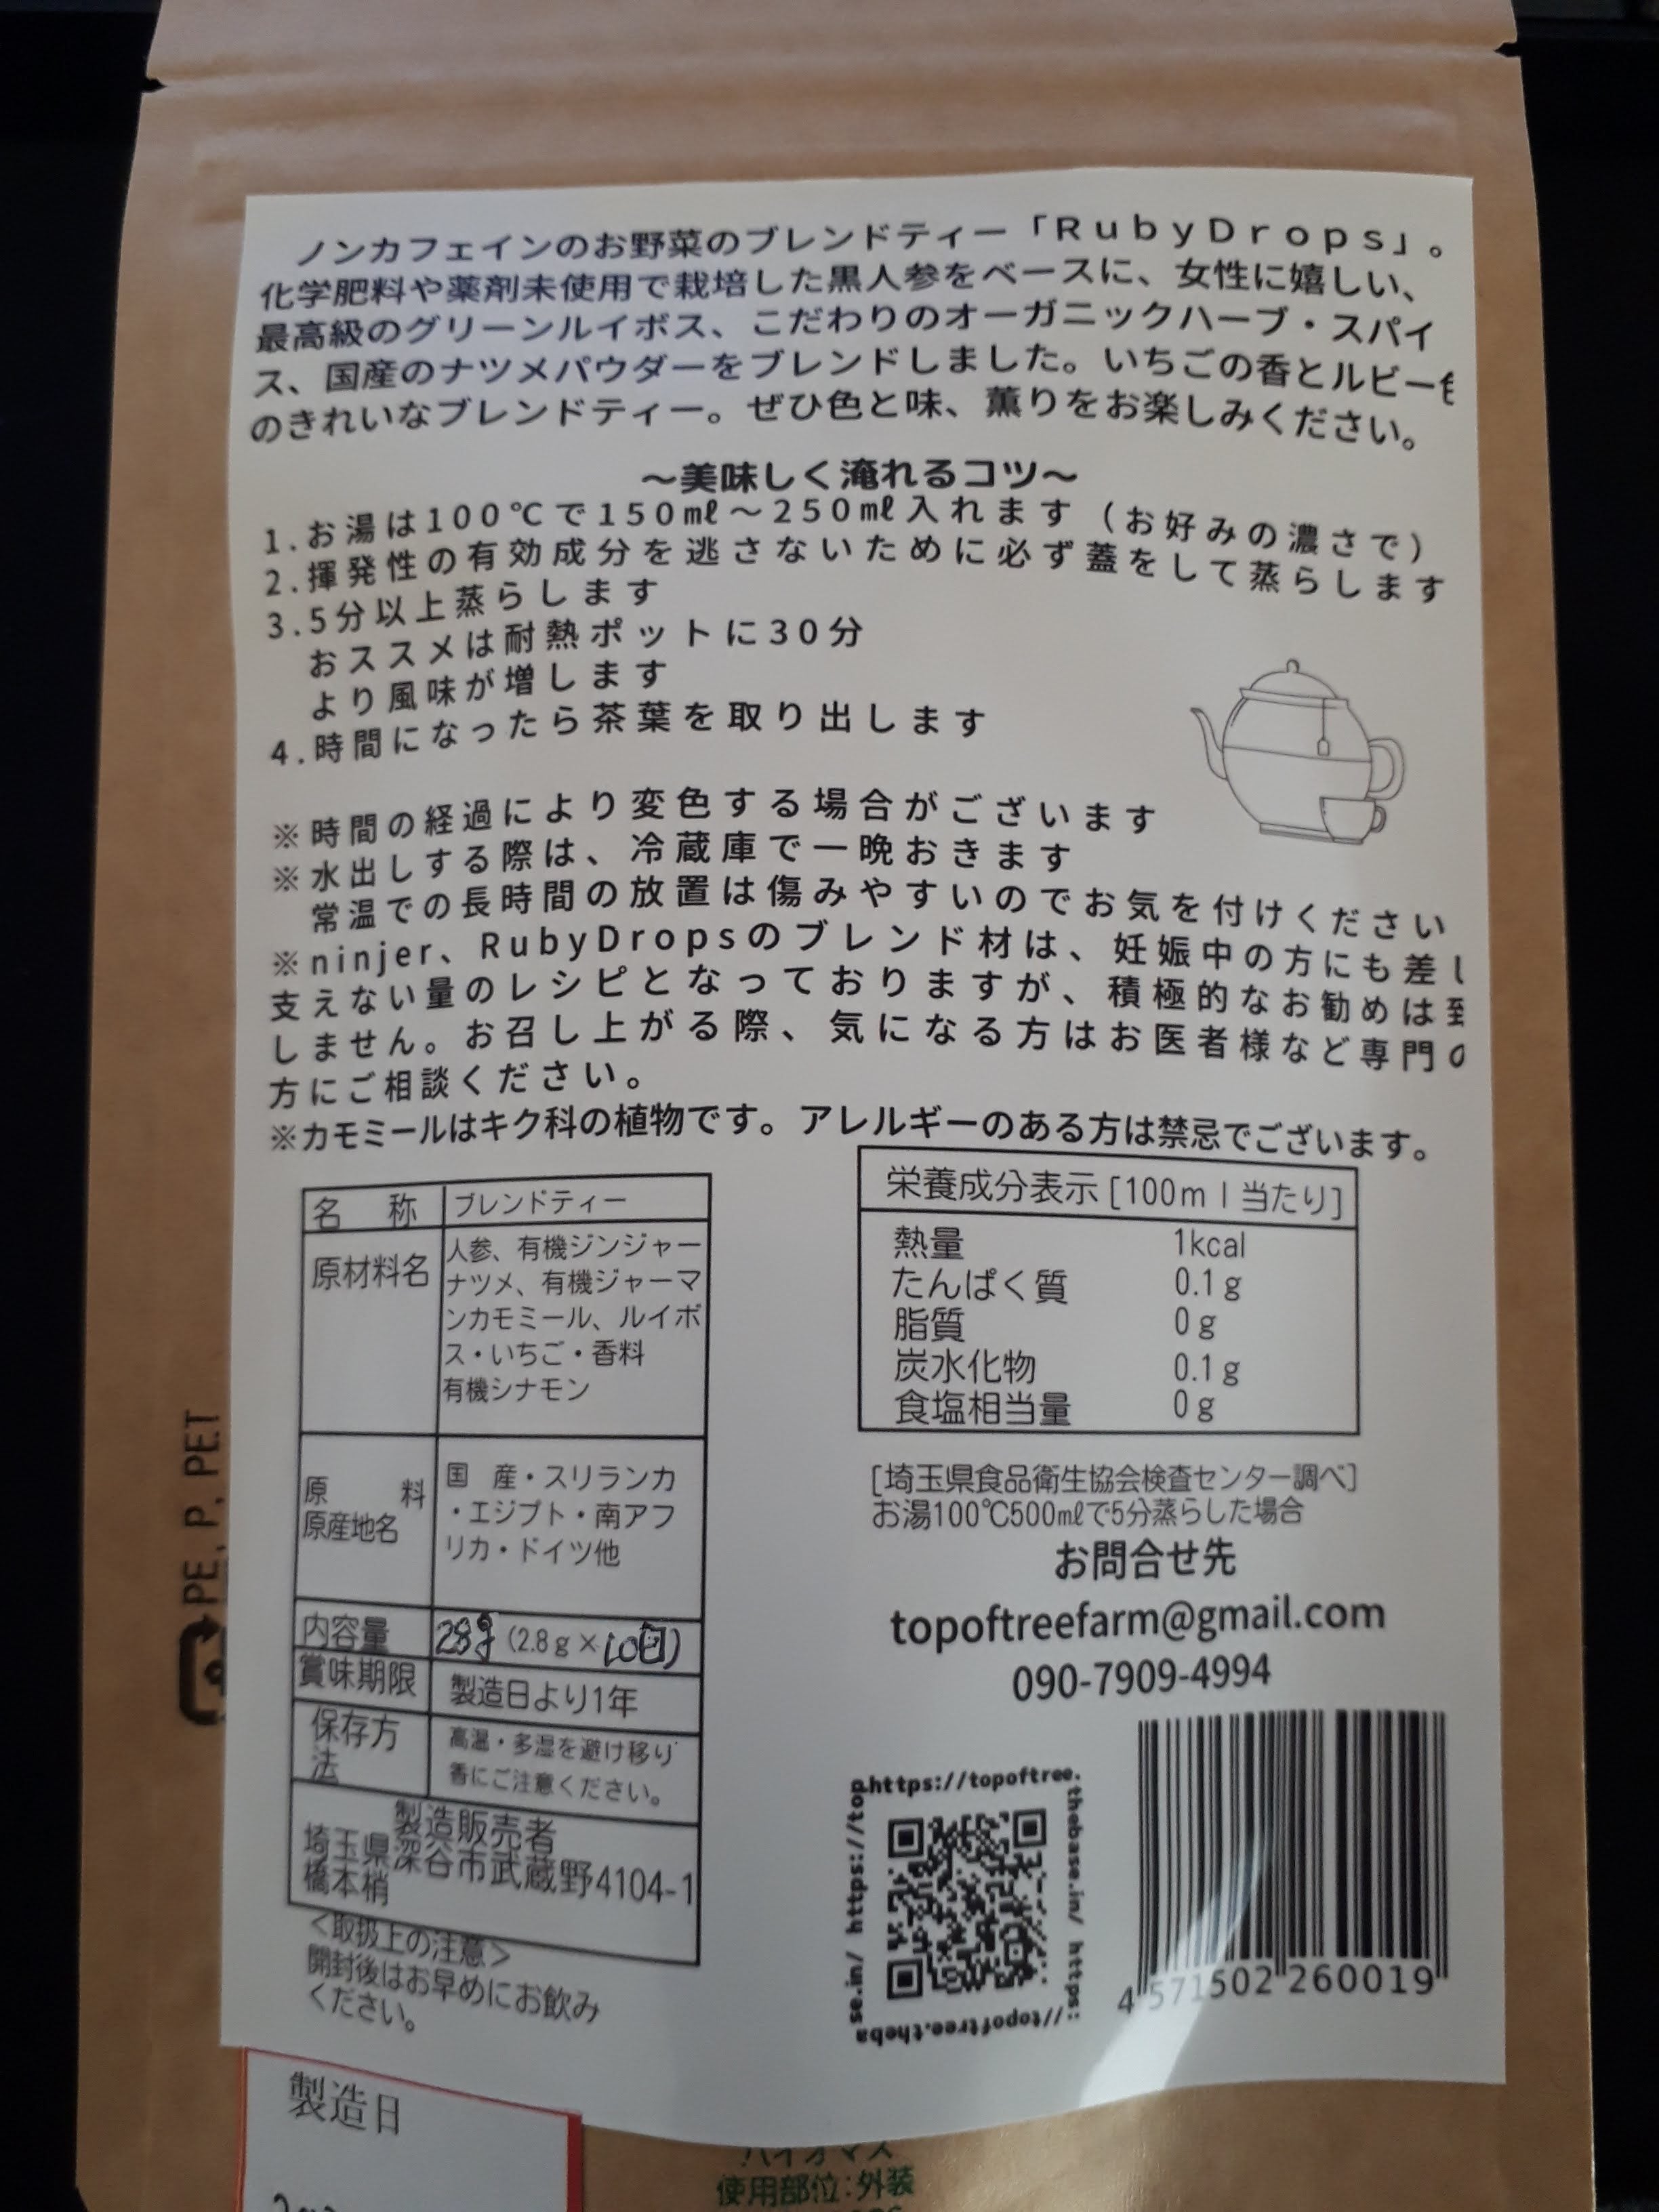 ノンカフェインのお野菜のブレンドティー「RubyDrops」。
化学肥料や薬剤未使用で栽培した黒人参をベースに、女性に嬉しい、
最高級のグリーンルイボス、こだわりのオーガニックハーブ・スパイ
ス、国産のナツメパウダーをブレンドしました。いちごの香とルビー色
のきれいなブレンドティー。ぜひ色と味、薫りをお楽しみください。
～美味しく淹れるコツ～
1.お湯は100℃で150㎖～250㎖入れます（お好みの濃さで）
2.揮発性の有効成分を逃さないために必ず蓋をして蒸らします
3.5分以上蒸らします
おススメは耐熱ポットに30分
より風味が増します
4.時間になったら茶葉を取り出します
※時間の経過により変色する場合がございます
※水出しする際は、冷蔵庫で一晩おきます
常温での長時間の放置は傷みやすいのでお気を付けください
※ninjer、RubyDropsのブレンド材は、妊娠中の方にも差し
支えない量のレシピとなっておりますが、積極的なお勧めは致
しません。お召し上がる際、気になる方はお医者様など専門の
方にご相談ください。
※カモミールはキク科の植物です。アレルギーのある方は禁忌でございます。
名 称 ブレンドティー
原材料名 人参、有機ジンジャー
ナツメ、有機ジャーマ
ンカモミール、ルイボ
ス・いちご・香料
有機シナモン
原 料
原産地名
国 産・スリランカ
・エジプト・南アフ
リカ・ドイツ他
内容量 28g (2.8g×10回)
賞味期限 製造日より1年
保存方法
高温・多湿を避け移り
香にご注意ください。
製造販売者
埼玉県深谷市武蔵野4104-1
橋本梢
＜取扱上の注意＞
開封後はお早めにお飲み
ください。
栄養成分表示[100ml当たり]
熱量 1kcal
たんぱく質 0.1g
脂質 0g
炭水化物 0.1g
食塩相当量 0g
[埼玉県食品衛生協会検査センター調べ]
お湯100℃500㎖で5分蒸らした場合
お問合せ先
topoftreefarm@gmail.com
090-7909-4994
https://topoftree.
thebase.in/ https:
//topoftree.theba
se.in/ https://top
4 571502 260019
PE, P, PET
製造日
バイオマス
使用部位:外装